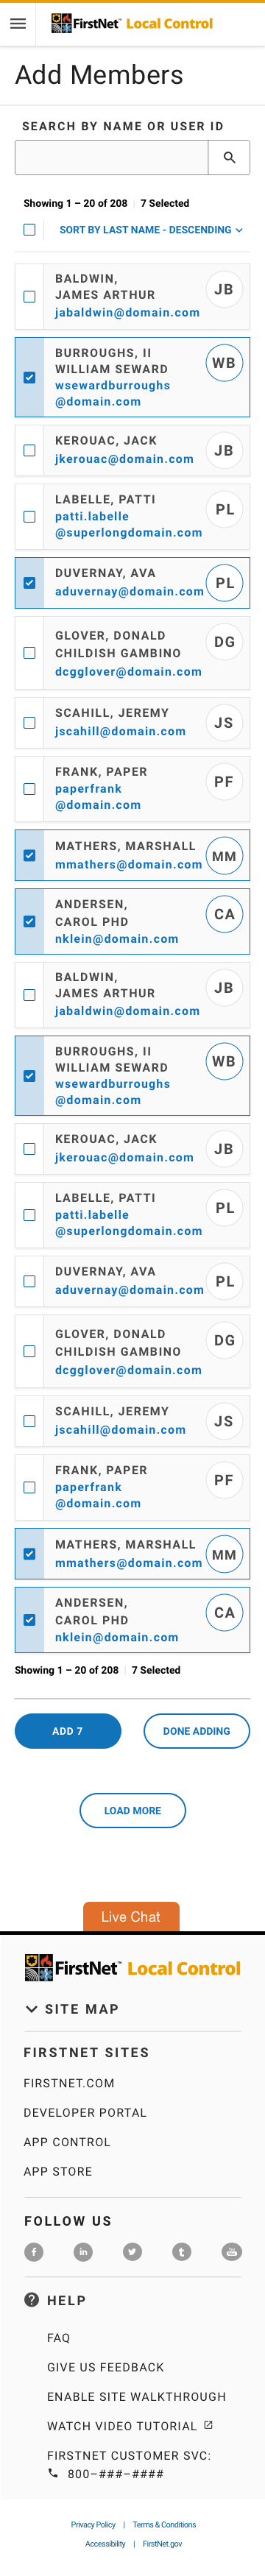 FirstNet™ Local Control
Add Members
SEARCH BY NAME OR USER ID
Showing 1 – 20 of 208 | 7 Selected
SORT BY LAST NAME - DESCENDING
BALDWIN,
JAMES ARTHUR
jabaldwin@domain.com
JB
BURROUGHS, II
WILLIAM SEWARD
wsewardburroughs
@domain.com
WB
KEROUAC, JACK
jkerouac@domain.com
JB
LABELLE, PATTI
patti.labelle
@superlongdomain.com
PL
DUVERNAY, AVA
aduvernay@domain.com
PL
GLOVER, DONALD
CHILDISH GAMBINO
dcgglover@domain.com
DG
SCAHILL, JEREMY
jscahill@domain.com
JS
FRANK, PAPER
paperfrank
@domain.com
PF
MATHERS, MARSHALL
mmathers@domain.com
MM
ANDERSEN,
CAROL PHD
nklein@domain.com
CA
BALDWIN,
JAMES ARTHUR
jabaldwin@domain.com
JB
BURROUGHS, II
WILLIAM SEWARD
wsewardburroughs
@domain.com
WB
KEROUAC, JACK
jkerouac@domain.com
JB
LABELLE, PATTI
patti.labelle
@superlongdomain.com
PL
DUVERNAY, AVA
aduvernay@domain.com
PL
GLOVER, DONALD
CHILDISH GAMBINO
dcgglover@domain.com
DG
SCAHILL, JEREMY
jscahill@domain.com
JS
FRANK, PAPER
paperfrank
@domain.com
PF
MATHERS, MARSHALL
mmathers@domain.com
MM
ANDERSEN,
CAROL PHD
nklein@domain.com
CA
Showing 1 – 20 of 208 | 7 Selected
ADD 7
DONE ADDING
LOAD MORE
Live Chat
FirstNet™ Local Control
SITE MAP
FIRSTNET SITES
FIRSTNET.COM
DEVELOPER PORTAL
APP CONTROL
APP STORE
FOLLOW US
HELP
FAQ
GIVE US FEEDBACK
ENABLE SITE WALKTHROUGH
WATCH VIDEO TUTORIAL
FIRSTNET CUSTOMER SVC:
800–###–####
Privacy Policy | Terms & Conditions
Accessibility | FirstNet.gov